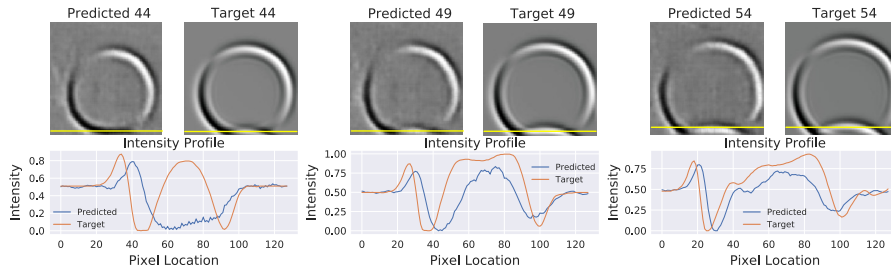 Predicted 44 Target 44 Predicted 49 Target 49 Predicted 54 Target 54
Intensity Profile Intensity Profile Intensity Profile
Intensity
0.8
0.6
0.4
0.2
0.0
Predicted
Target
0 20 40 60 80 100 120
Pixel Location
Intensity
1.00
0.75
0.50
0.25
0.00
Predicted
Target
0 20 40 60 80 100 120
Pixel Location
Intensity
0.75
0.50
0.25
0.00
Predicted
Target
0 20 40 60 80 100 120
Pixel Location